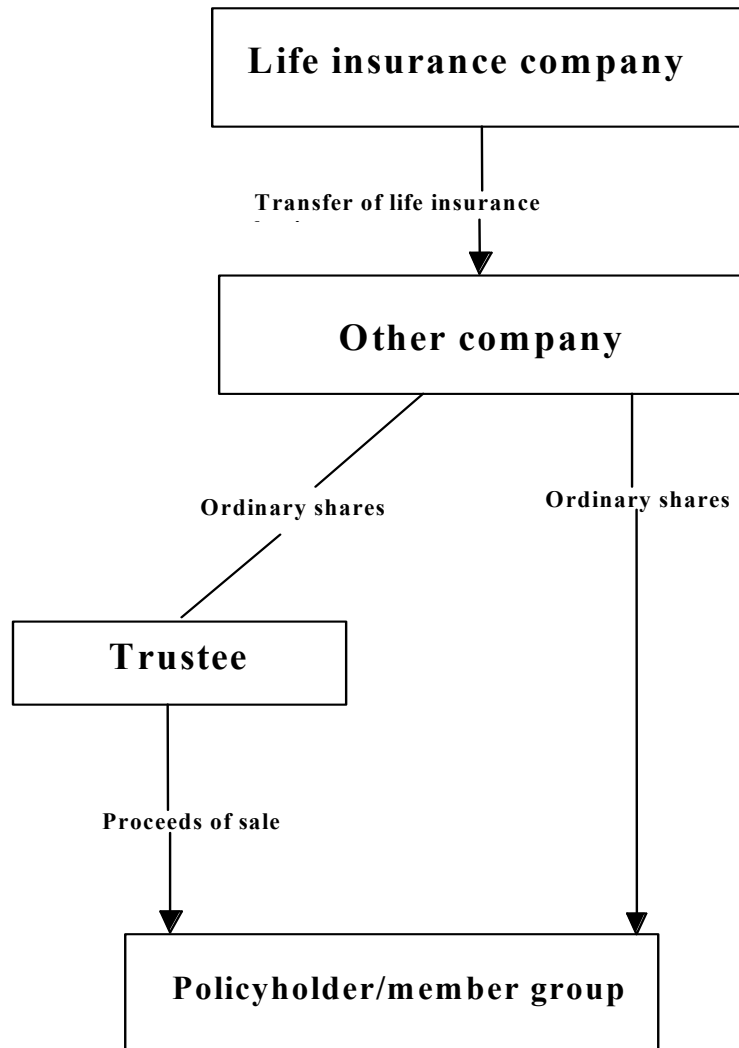 Life insurance company
Transfer of life insurance
Other company
Ordinary shares
Ordinary shares
Trustee
Proceeds of sale
Policyholder/member group